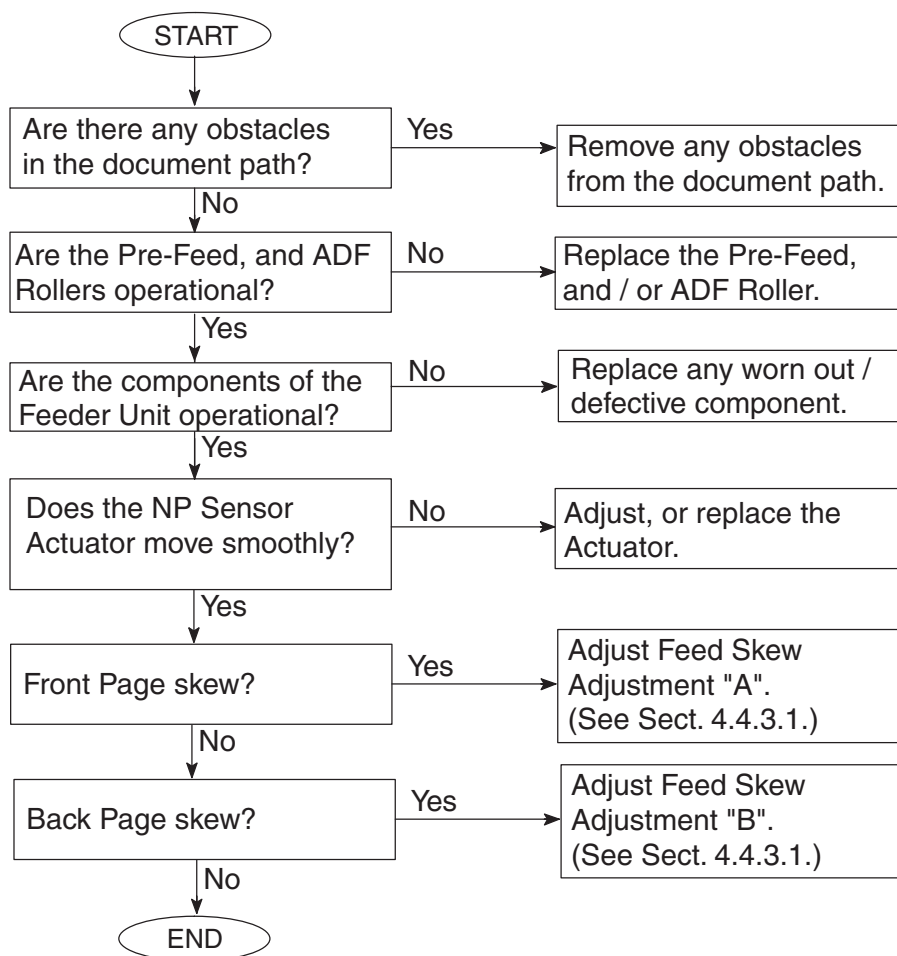 START
Are there any obstacles
in the document path?
Yes
Remove any obstacles
from the document path.
No
Are the Pre-Feed, and ADF
Rollers operational?
No
Replace the Pre-Feed,
and / or ADF Roller.
Yes
Are the components of the
Feeder Unit operational?
No
Replace any worn out /
defective component.
Yes
Does the NP Sensor
Actuator move smoothly?
No
Adjust, or replace the
Actuator.
Yes
Front Page skew?
Yes
Adjust Feed Skew
Adjustment "A".
(See Sect. 4.4.3.1.)
No
Back Page skew?
Yes
Adjust Feed Skew
Adjustment "B".
(See Sect. 4.4.3.1.)
No
END